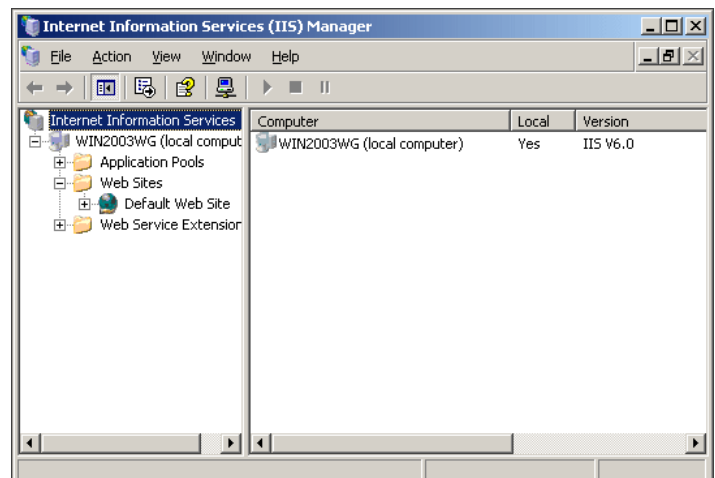 Internet Information Services (IIS) Manager
File Action View Window Help
Internet Information Services
WIN2003WG (local comput
Application Pools
Web Sites
Default Web Site
Web Service Extension
Computer Local Version
WIN2003WG (local computer) Yes IIS V6.0